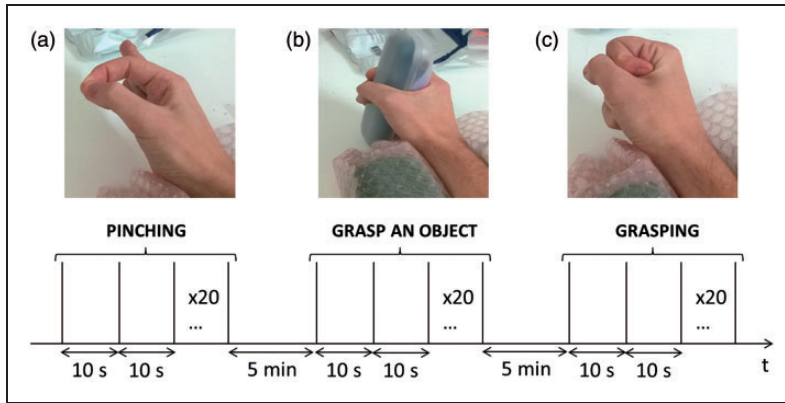 (a) (b) (c)
PINCHING GRASP AN OBJECT GRASPING
x20 x20 x20
... ... ...
10 s 10 s 5 min 10 s 10 s 5 min 10 s 10 s t